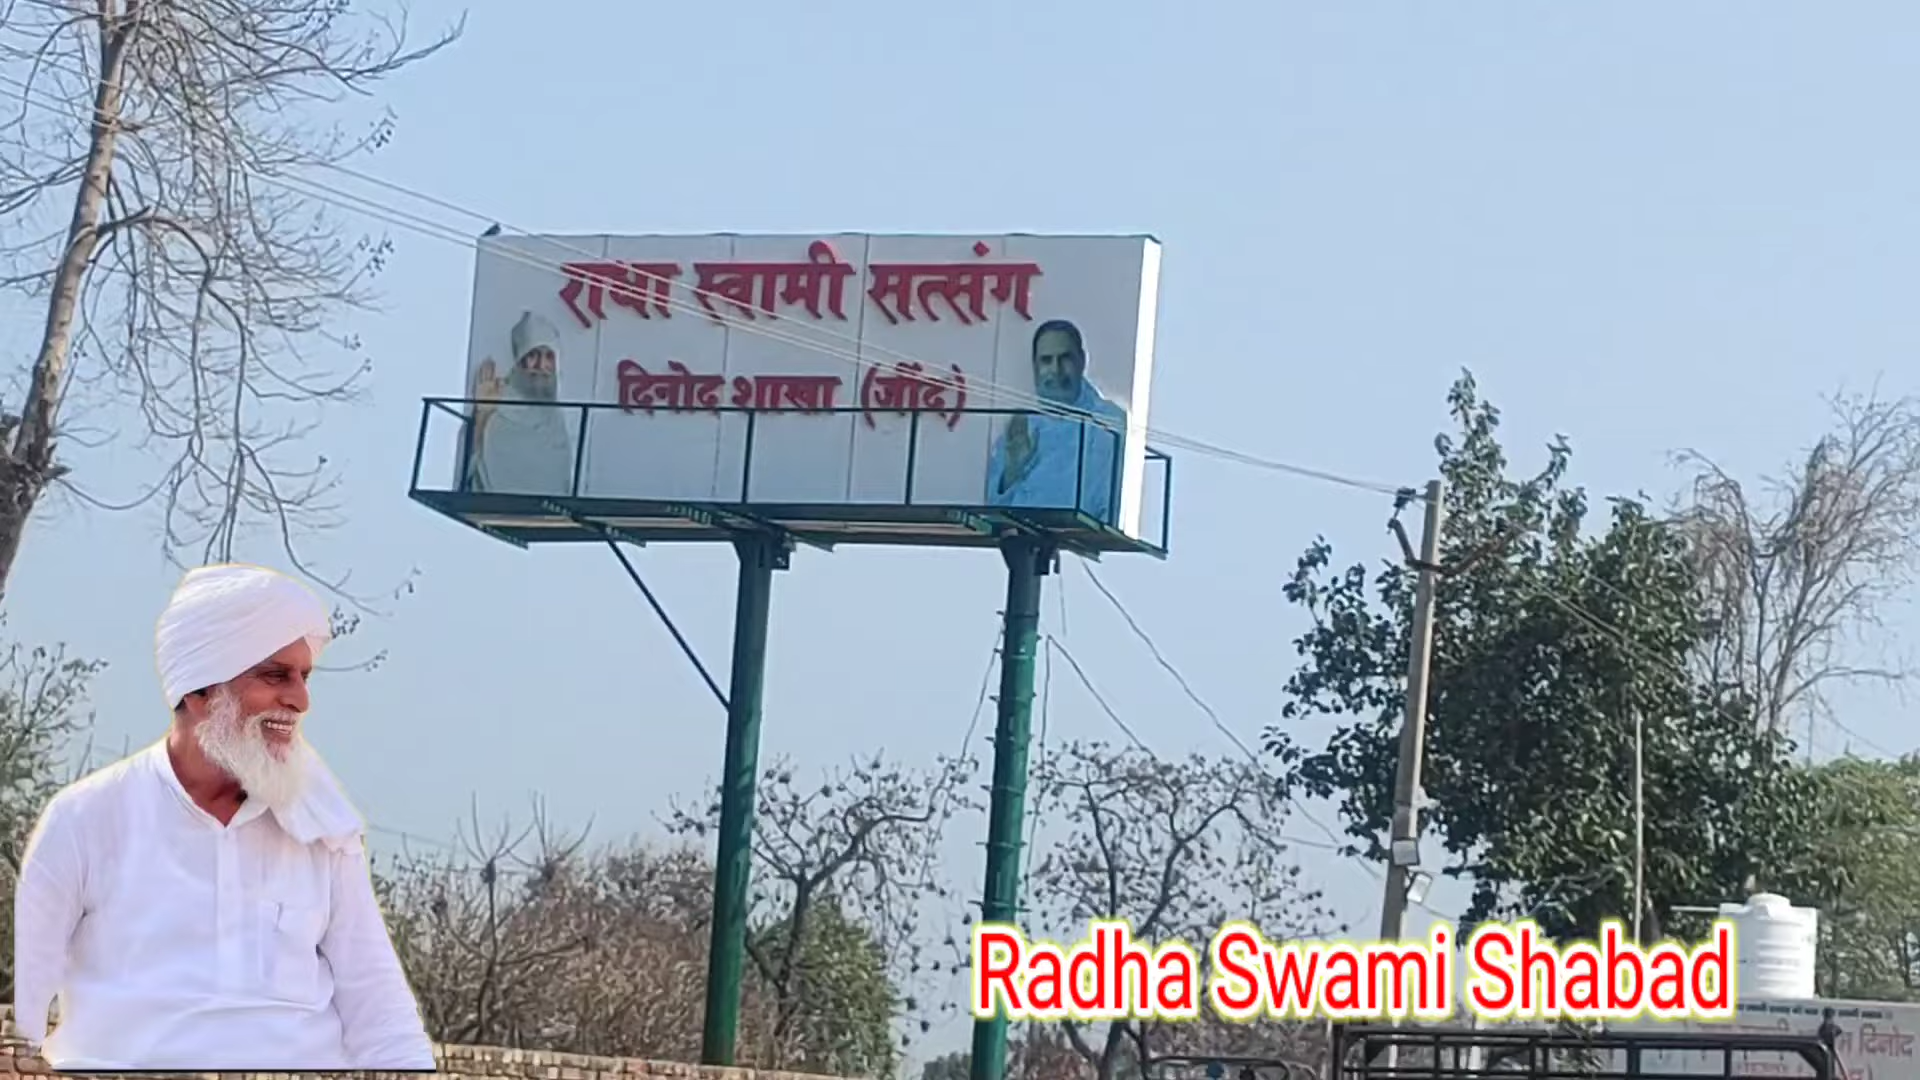 राधा स्वामी सत्संग
दिनोद शाखा (जींद)
Radha Swami Shabad
दिनोद